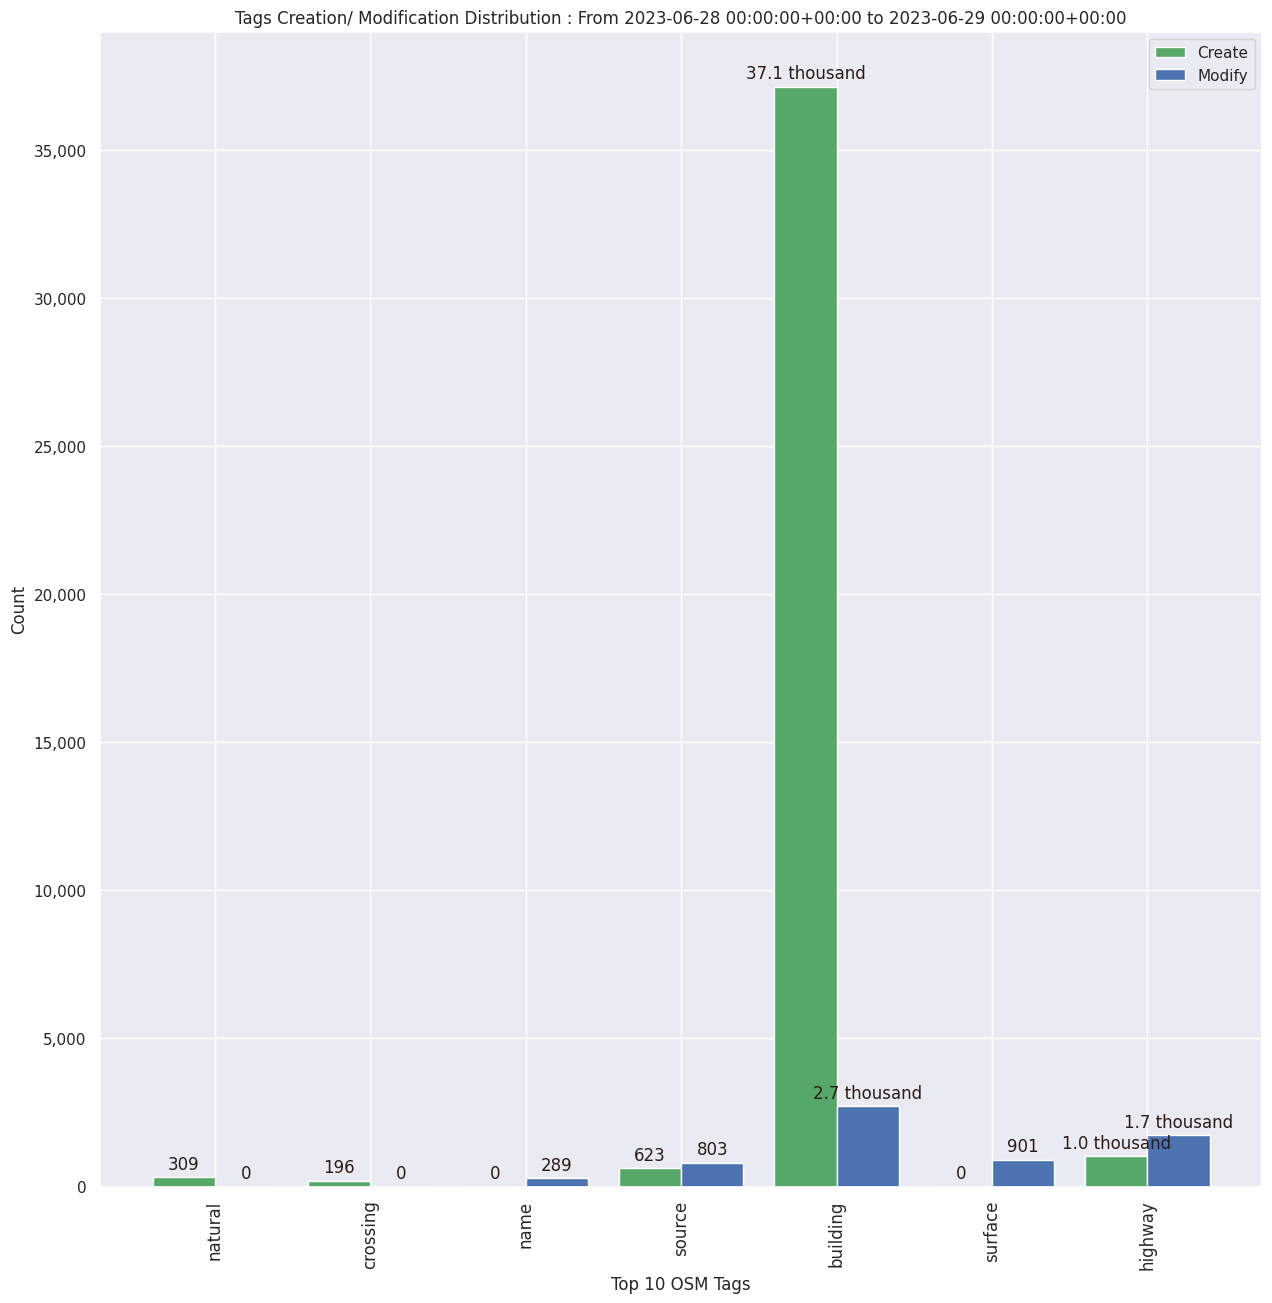 Tags Creation/ Modification Distribution : From 2023-06-28 00:00:00+00:00 to 2023-06-29 00:00:00+00:00
Create
Modify
37.1 thousand
35,000
30,000
25,000
20,000
15,000
10,000
5,000
0
Count
309
0
196
0
0
289
623
803
2.7 thousand
0
901
1.0 thousand
1.7 thousand
natural
crossing
name
source
building
surface
highway
Top 10 OSM Tags